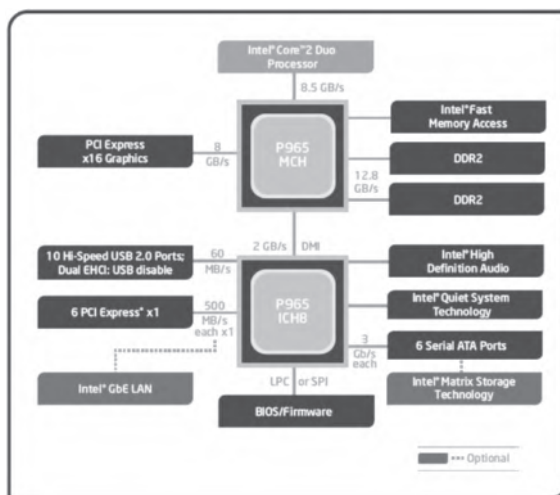 Intel® Core™2 Duo
Processor
8.5 GB/s
P965
MCH
Intel® Fast
Memory Access
PCI Express
x16 Graphics
8
GB/s
DDR2
12.8
GB/s
DDR2
2 GB/s
DMI
10 Hi-Speed USB 2.0 Ports;
Dual EHCI: USB disable
60
MB/s
Intel® High
Definition Audio
P965
ICH8
6 PCI Express® x1
500
MB/s
each x1
Intel® Quiet System
Technology
3
Gb/s
each
6 Serial ATA Ports
Intel® GbE LAN
Intel® Matrix Storage
Technology
LPC or SPI
BIOS/Firmware
Optional